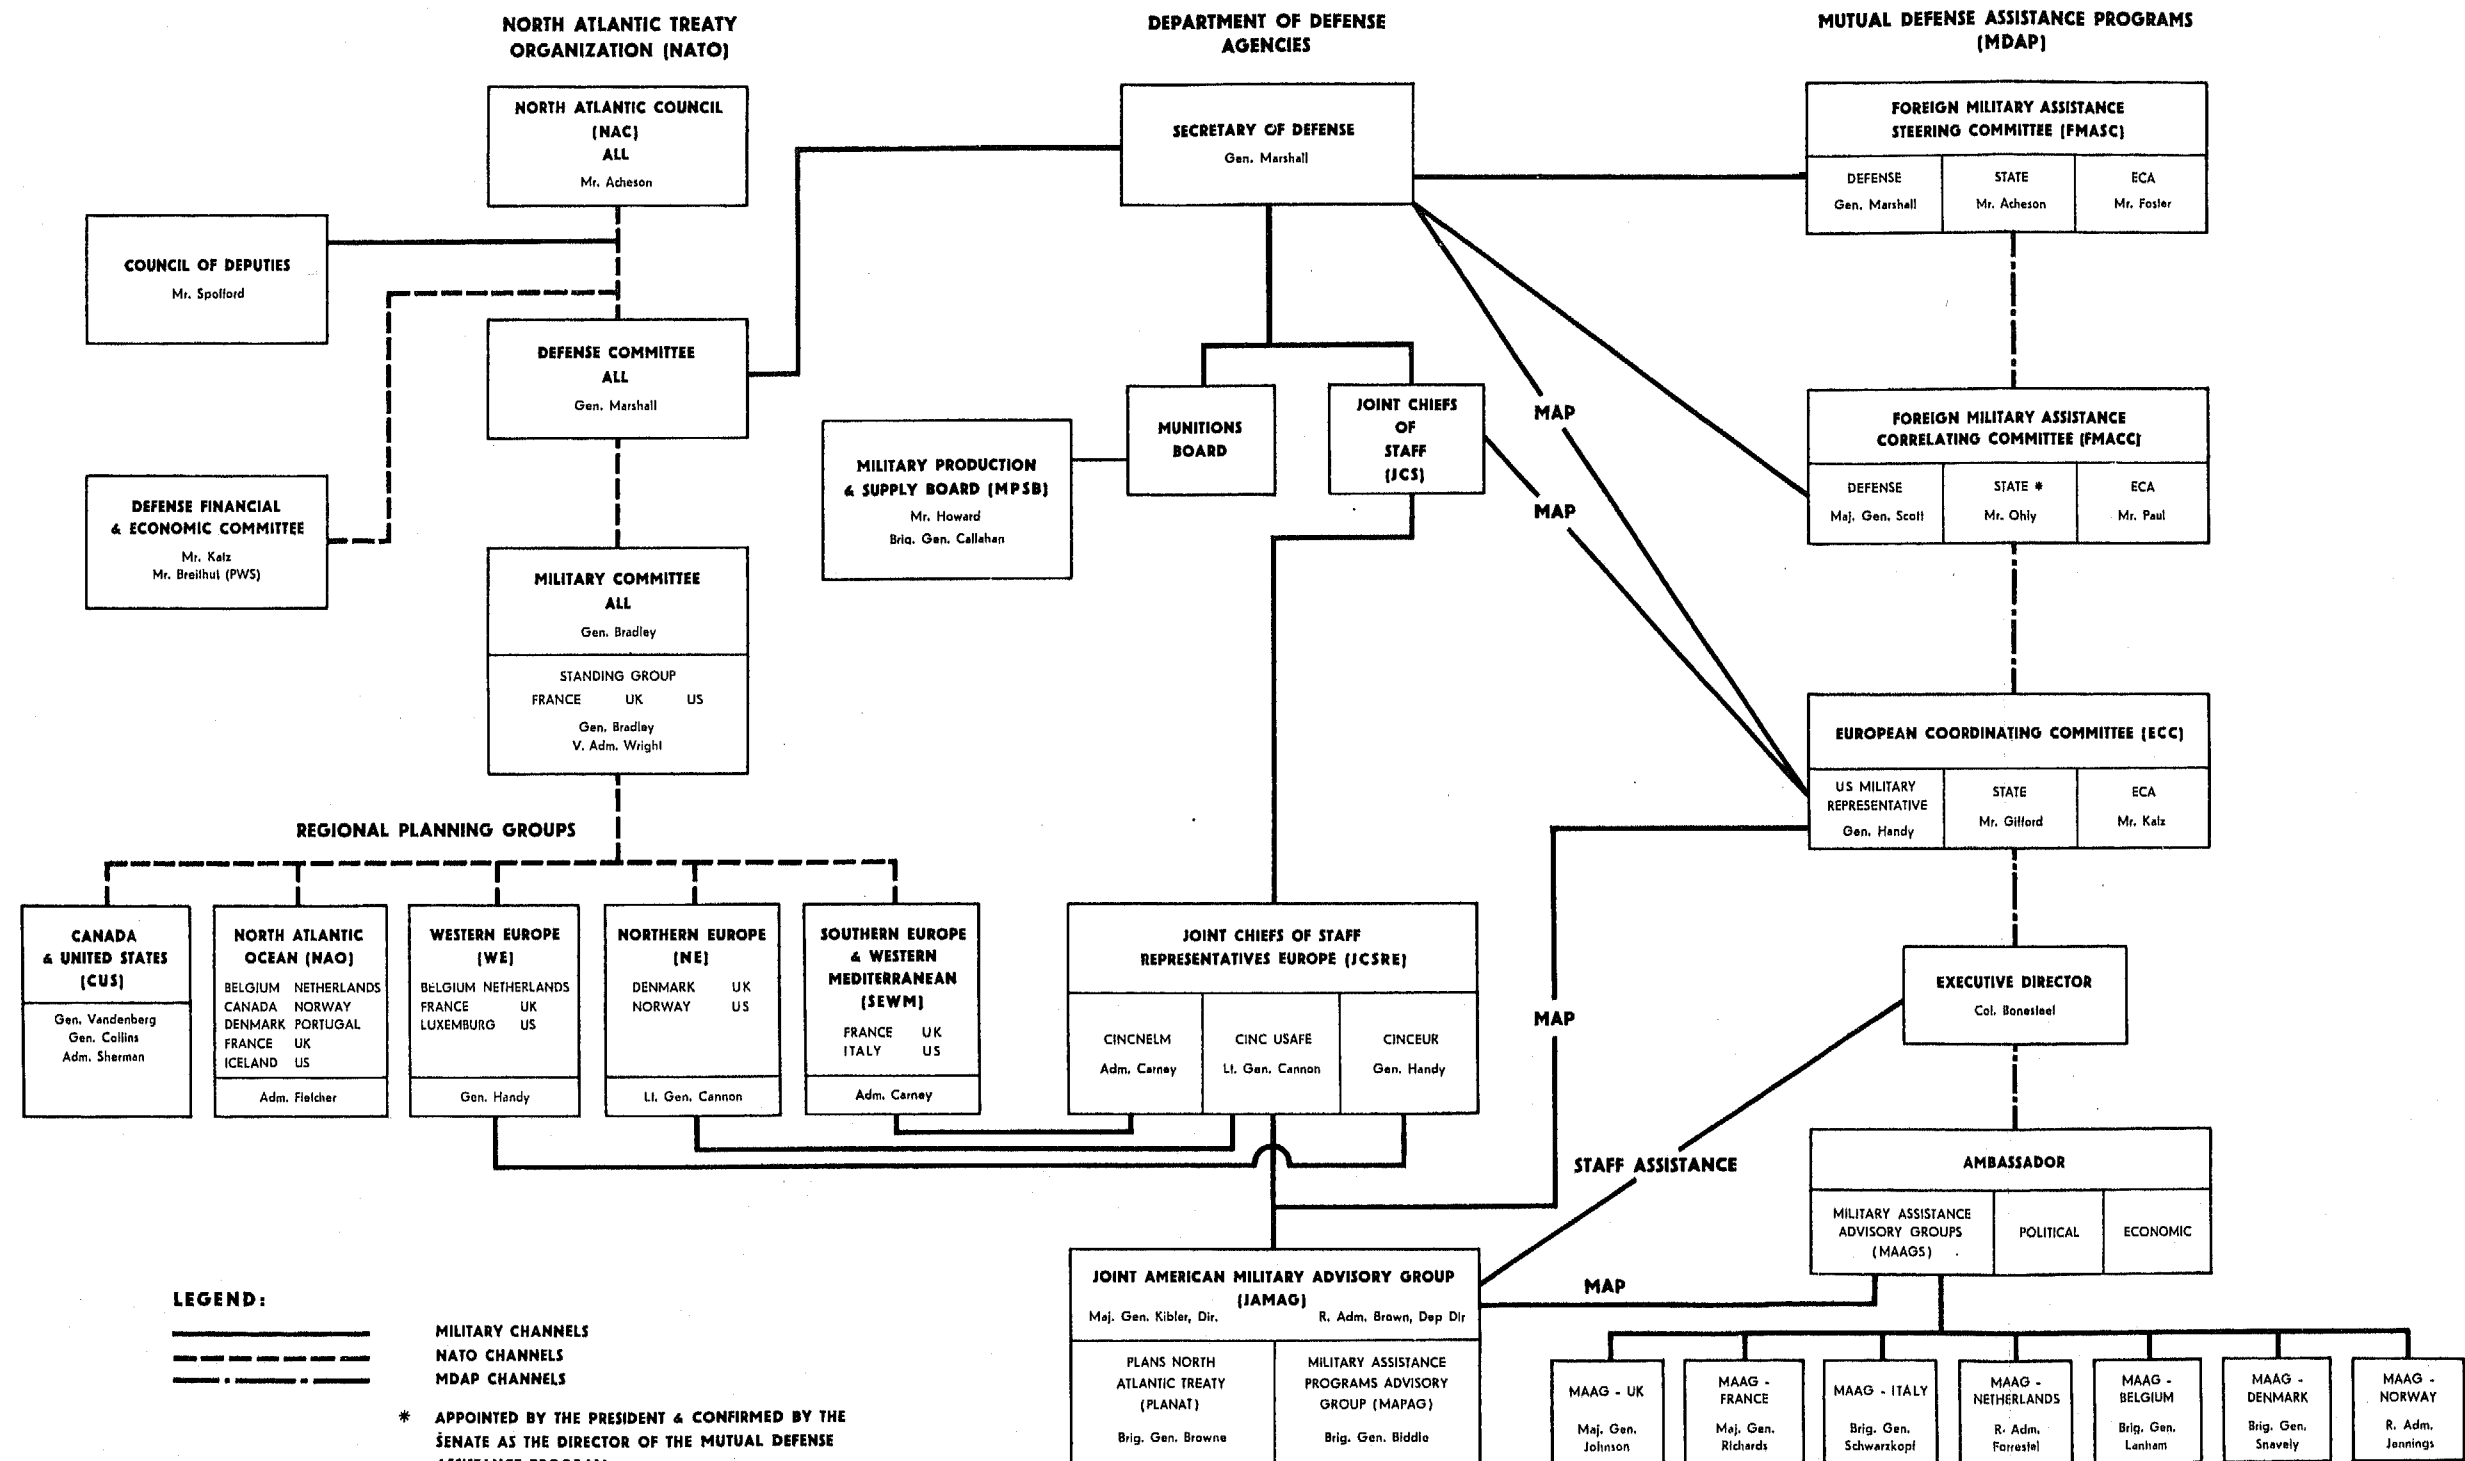 NORTH ATLANTIC TREATY
ORGANIZATION (NATO)
DEPARTMENT OF DEFENSE
AGENCIES
MUTUAL DEFENSE ASSISTANCE PROGRAMS
(MDAP)
NORTH ATLANTIC COUNCIL
(NAC)
ALL
Mr. Acheson
SECRETARY OF DEFENSE
Gen. Marshall
FOREIGN MILITARY ASSISTANCE
STEERING COMMITTEE (FMASC)
DEFENSE
Gen. Marshall
STATE
Mr. Acheson
ECA
Mr. Foster
COUNCIL OF DEPUTIES
Mr. Spofford
DEFENSE COMMITTEE
ALL
Gen. Marshall
MUNITIONS
BOARD
JOINT CHIEFS
OF
STAFF
(JCS)
MAP
MAP
FOREIGN MILITARY ASSISTANCE
CORRELATING COMMITTEE (FMACC)
DEFENSE
Maj. Gen. Scott
STATE *
Mr. Ohly
ECA
Mr. Paul
MILITARY PRODUCTION
& SUPPLY BOARD (MPSB)
Mr. Howard
Brig. Gen. Callahan
DEFENSE FINANCIAL
& ECONOMIC COMMITTEE
Mr. Katz
Mr. Breithut (PWS)
MILITARY COMMITTEE
ALL
Gen. Bradley
STANDING GROUP
FRANCE UK US
Gen. Bradley
V. Adm. Wright
EUROPEAN COORDINATING COMMITTEE (ECC)
US MILITARY
REPRESENTATIVE
Gen. Handy
STATE
Mr. Gifford
ECA
Mr. Katz
REGIONAL PLANNING GROUPS
CANADA
& UNITED STATES
(CUS)
Gen. Vandenberg
Gen. Collins
Adm. Sherman
NORTH ATLANTIC
OCEAN (NAO)
BELGIUM NETHERLANDS
CANADA NORWAY
DENMARK PORTUGAL
FRANCE UK
ICELAND US
Adm. Fletcher
WESTERN EUROPE
(WE)
BELGIUM NETHERLANDS
FRANCE UK
LUXEMBURG US
Gen. Handy
NORTHERN EUROPE
(NE)
DENMARK UK
NORWAY US
Lt. Gen. Cannon
SOUTHERN EUROPE
& WESTERN
MEDITERRANEAN
(SEWM)
FRANCE UK
ITALY US
Adm. Carney
JOINT CHIEFS OF STAFF
REPRESENTATIVES EUROPE (JCSRE)
CINCNELM
Adm. Carney
CINC USAFE
Lt. Gen. Cannon
CINCEUR
Gen. Handy
MAP
EXECUTIVE DIRECTOR
Col. Bonesteel
STAFF ASSISTANCE
AMBASSADOR
MILITARY ASSISTANCE
ADVISORY GROUPS
(MAAGS)
POLITICAL
ECONOMIC
JOINT AMERICAN MILITARY ADVISORY GROUP
(JAMAG)
Maj. Gen. Kibler, Dir. R. Adm. Brown, Dep Dir
PLANS NORTH
ATLANTIC TREATY
(PLANAT)
Brig. Gen. Browne
MILITARY ASSISTANCE
PROGRAMS ADVISORY
GROUP (MAPAG)
Brig. Gen. Biddle
MAP
MAAG - UK
Maj. Gen.
Johnson
MAAG -
FRANCE
Maj. Gen.
Richards
MAAG - ITALY
Brig. Gen.
Schwarzkopf
MAAG -
NETHERLANDS
R. Adm.
Forrestel
MAAG -
BELGIUM
Brig. Gen.
Lanham
MAAG -
DENMARK
Brig. Gen.
Snavely
MAAG -
NORWAY
R. Adm.
Jennings
LEGEND:
MILITARY CHANNELS
NATO CHANNELS
MDAP CHANNELS
* APPOINTED BY THE PRESIDENT & CONFIRMED BY THE
SENATE AS THE DIRECTOR OF THE MUTUAL DEFENSE